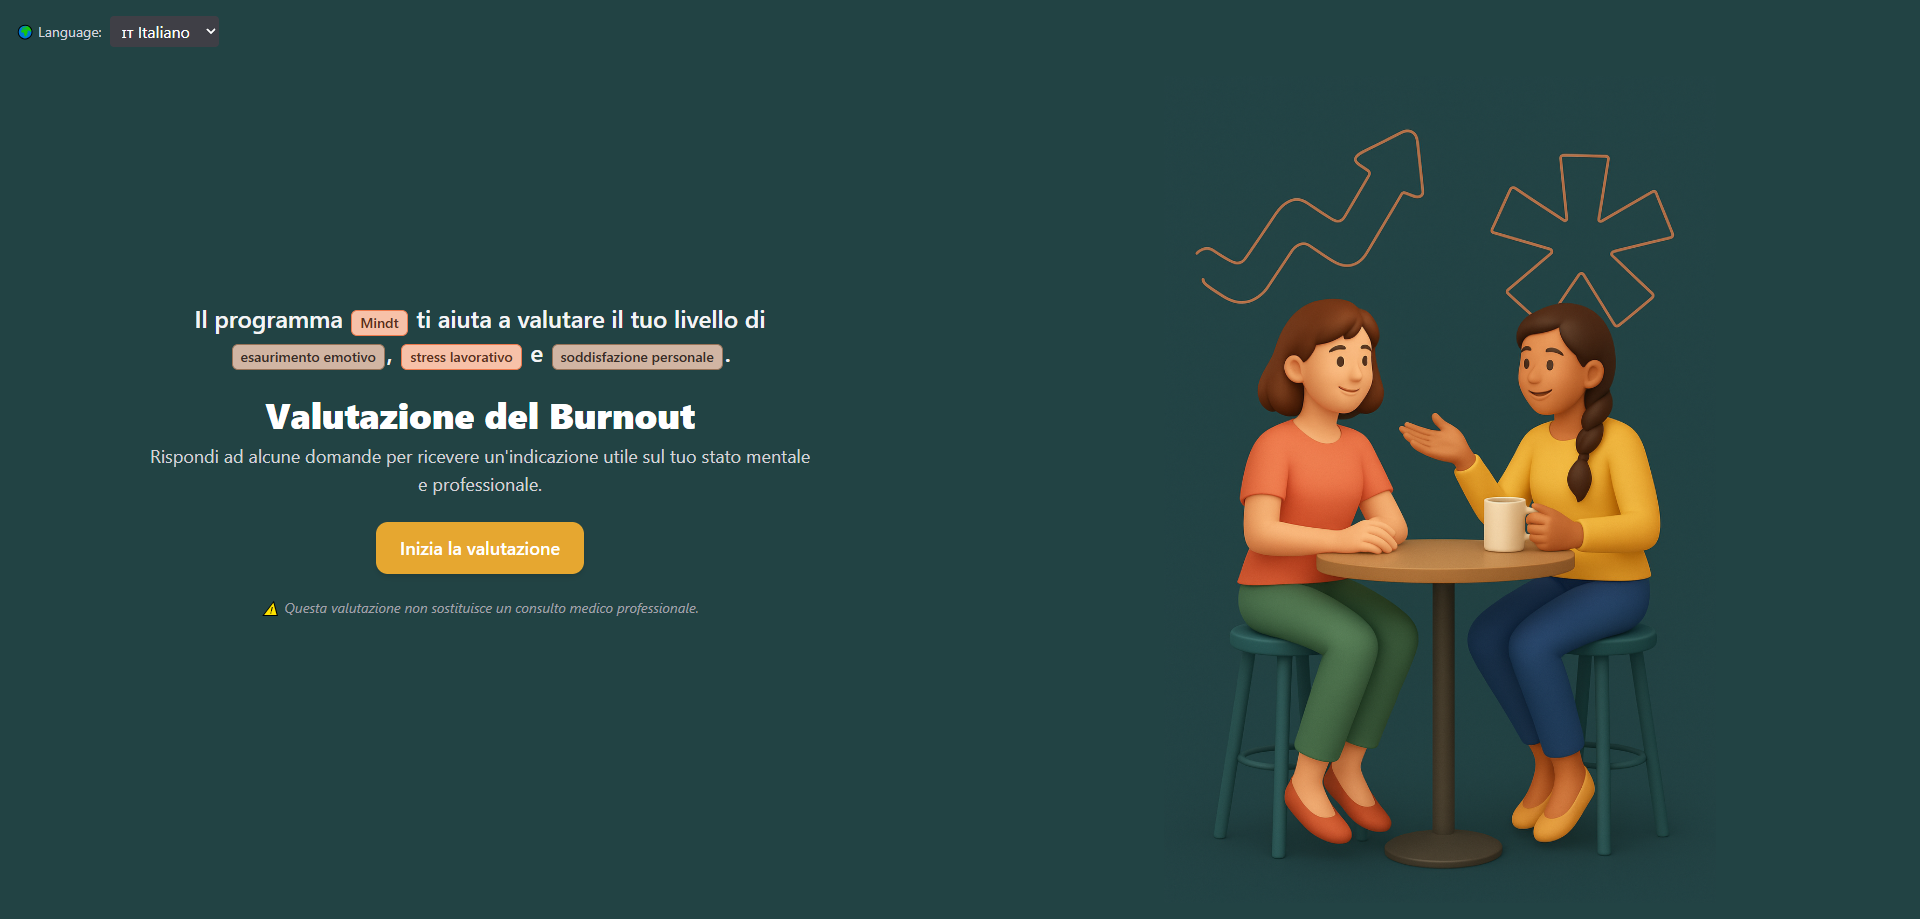 Language: IT Italiano
Il programma Mindt ti aiuta a valutare il tuo livello di
esaurimento emotivo, stress lavorativo e soddisfazione personale.
Valutazione del Burnout
Rispondi ad alcune domande per ricevere un'indicazione utile sul tuo stato mentale
e professionale.
Inizia la valutazione
Questa valutazione non sostituisce un consulto medico professionale.